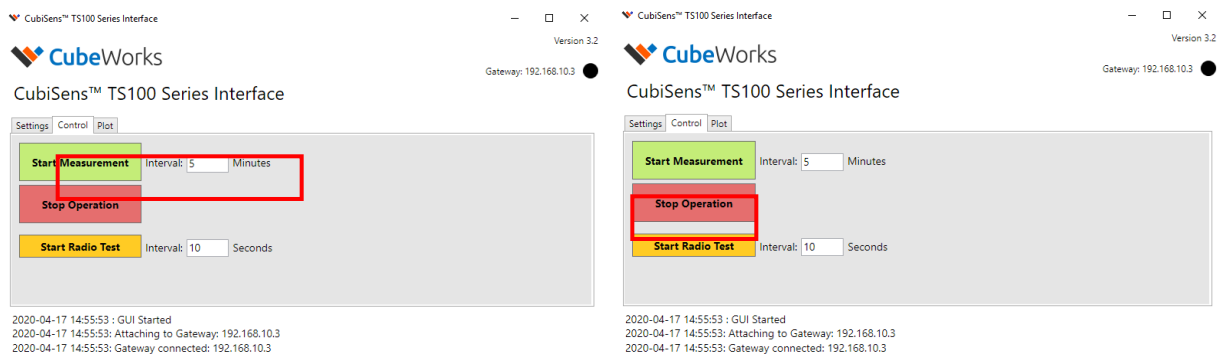 CubiSens™ TS100 Series Interface
Version 3.2
CubeWorks
Gateway: 192.168.10.3
CubiSens™ TS100 Series Interface
Settings Control Plot
Start Measurement Interval: 5 Minutes
Stop Operation
Start Radio Test Interval: 10 Seconds
2020-04-17 14:55:53 : GUI Started
2020-04-17 14:55:53: Attaching to Gateway: 192.168.10.3
2020-04-17 14:55:53: Gateway connected: 192.168.10.3
CubiSens™ TS100 Series Interface
Version 3.2
CubeWorks
Gateway: 192.168.10.3
CubiSens™ TS100 Series Interface
Settings Control Plot
Start Measurement Interval: 5 Minutes
Stop Operation
Start Radio Test Interval: 10 Seconds
2020-04-17 14:55:53 : GUI Started
2020-04-17 14:55:53: Attaching to Gateway: 192.168.10.3
2020-04-17 14:55:53: Gateway connected: 192.168.10.3